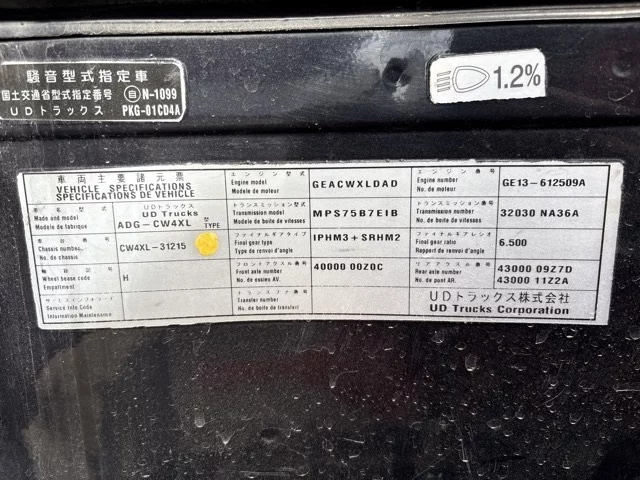 騒音型式指定車
国土交通省型式指定番号 自N-1099
UDトラックス PKG-01CD4A
1.2%
車両主要諸元票
VEHICLE SPECIFICATIONS
SPECIFICATIONS DE VEHICLE
車名型式
Made and model
Modele de fabrique
UDトラックス
UD Trucks
ADG-CW4XL 型 TYPE
車台番号
Chassis number
No. de chassis
CW4XL-31215
軸距記号
Wheel bease code
Empattment
H
サービスインフォコード
Service Info Code
Information Maintenance
エンジン型式
Engine model
Modele de moteur
GEACWXLDAD
エンジン番号
Engine number
No. de moteur
GE13-612509A
トランスミッション型式
Transmission model
Modele de boite de vitesses
MPS75B7EIB
トランスミッション番号
Transmission number
No. de boite de vitesses
32030 NA36A
ファイナルギアタイプ
Final gear type
Type de renvoi d'angle
IPHM3+SRHM2
ファイナルギアレシオ
Final gear ratio
Rapport de renvoi d'angle
6.500
フロントアクスル番号
Front axle number
No. de essieu AV.
40000 00Z0C
リアアクスル番号
Rear axle number
No. de pont AR.
43000 09Z7D
43000 11Z2A
トランスファ番号
Transfer number
No. de boite de transfert
UDトラックス株式会社
UD Trucks Corporation